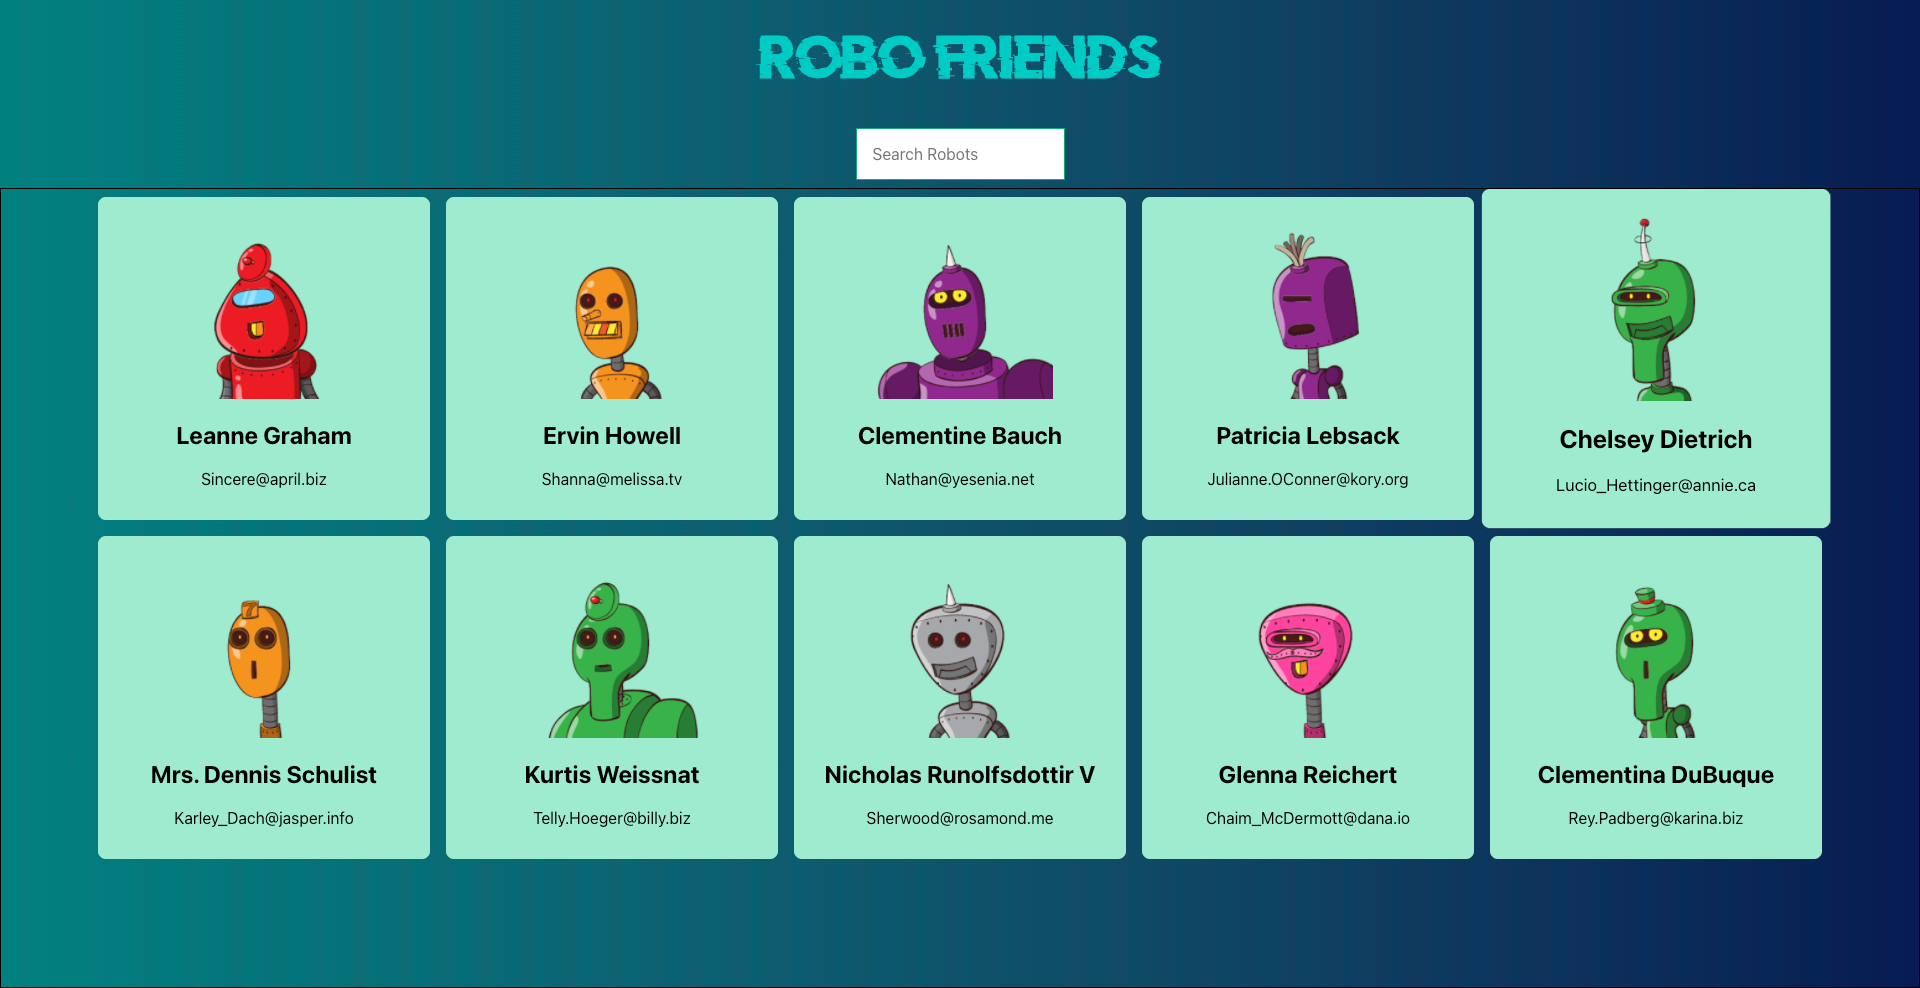 ROBO FRIENDS
Search Robots
Leanne Graham
Sincere@april.biz
Ervin Howell
Shanna@melissa.tv
Clementine Bauch
Nathan@yesenia.net
Patricia Lebsack
Julianne.OConner@kory.org
Chelsey Dietrich
Lucio_Hettinger@annie.ca
7
Mrs. Dennis Schulist
Karley_Dach@jasper.info
Kurtis Weissnat
Telly.Hoeger@billy.biz
Nicholas Runolfsdottir V
Sherwood@rosamond.me
Glenna Reichert
Chaim_McDermott@dana.io
Clementina DuBuque
Rey.Padberg@karina.biz